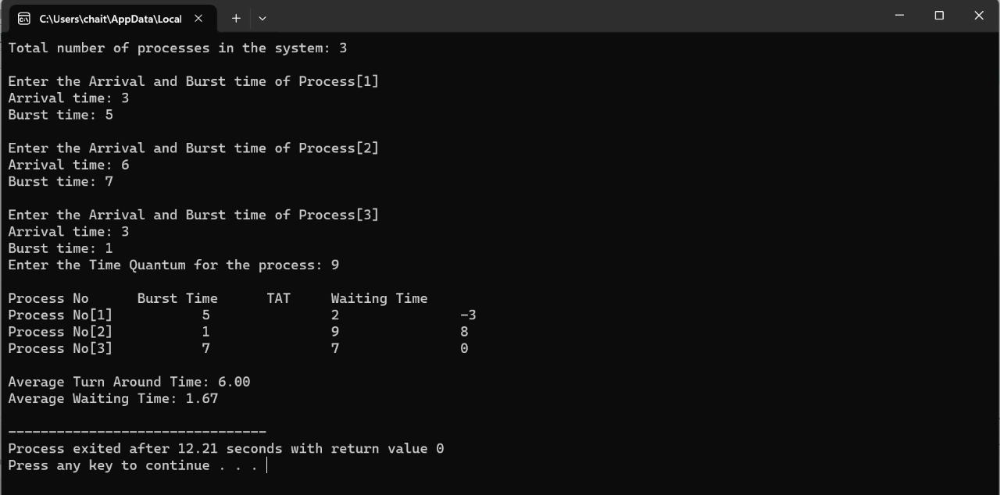 C:\Users\chait\AppData\Local
Total number of processes in the system: 3
Enter the Arrival and Burst time of Process[1]
Arrival time: 3
Burst time: 5
Enter the Arrival and Burst time of Process[2]
Arrival time: 6
Burst time: 7
Enter the Arrival and Burst time of Process[3]
Arrival time: 3
Burst time: 1
Enter the Time Quantum for the process: 9
Process No Burst Time TAT Waiting Time
Process No[1] 5 2 -3
Process No[2] 1 9 8
Process No[3] 7 7 0
Average Turn Around Time: 6.00
Average Waiting Time: 1.67
--------------------------------
Process exited after 12.21 seconds with return value 0
Press any key to continue . . .